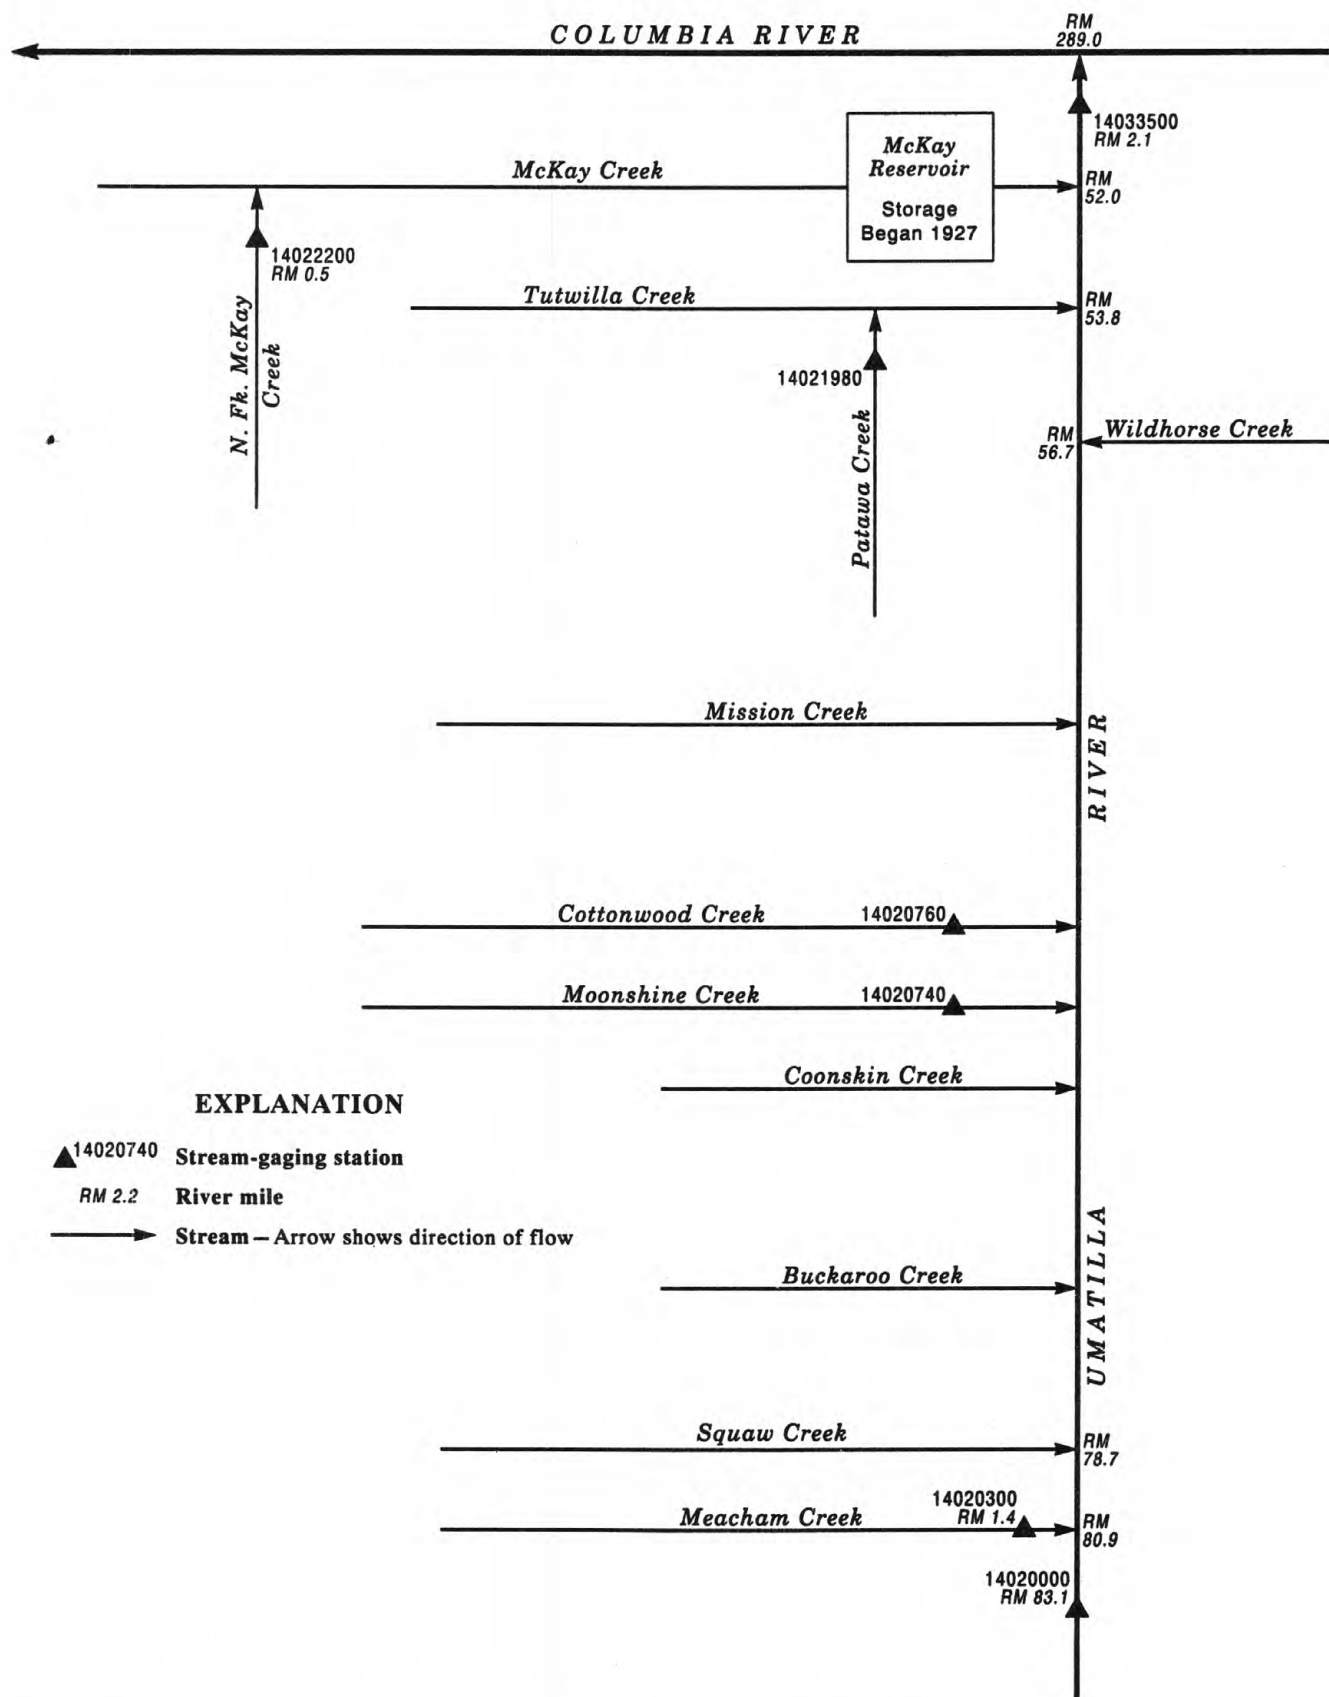 COLUMBIA RIVER
RM
289.0
14033500
RM 2.1
McKay
Reservoir
Storage
Began 1927
McKay Creek
RM
52.0
14022200
RM 0.5
N. Fk. McKay
Creek
Tutwilla Creek
RM
53.8
14021980
Patawa Creek
RM
56.7
Wildhorse Creek
Mission Creek
UMATILLA RIVER
Cottonwood Creek
14020760
Moonshine Creek
14020740
Coonskin Creek
EXPLANATION
14020740 Stream-gaging station
RM 2.2 River mile
Stream – Arrow shows direction of flow
Buckaroo Creek
Squaw Creek
RM
78.7
14020300
RM 1.4
Meacham Creek
RM
80.9
14020000
RM 83.1